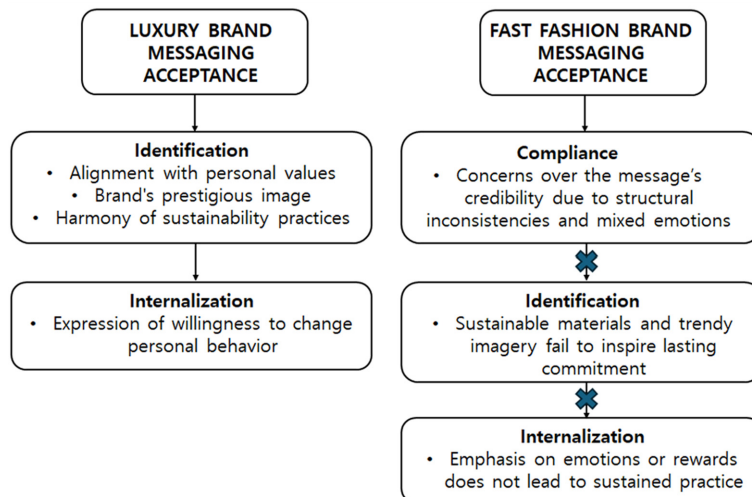 LUXURY BRAND
MESSAGING
ACCEPTANCE
Identification
• Alignment with personal values
• Brand's prestigious image
• Harmony of sustainability practices
Internalization
• Expression of willingness to change
personal behavior
FAST FASHION BRAND
MESSAGING
ACCEPTANCE
Compliance
• Concerns over the message's
credibility due to structural
inconsistencies and mixed emotions
Identification
• Sustainable materials and trendy
imagery fail to inspire lasting
commitment
Internalization
• Emphasis on emotions or rewards
does not lead to sustained practice